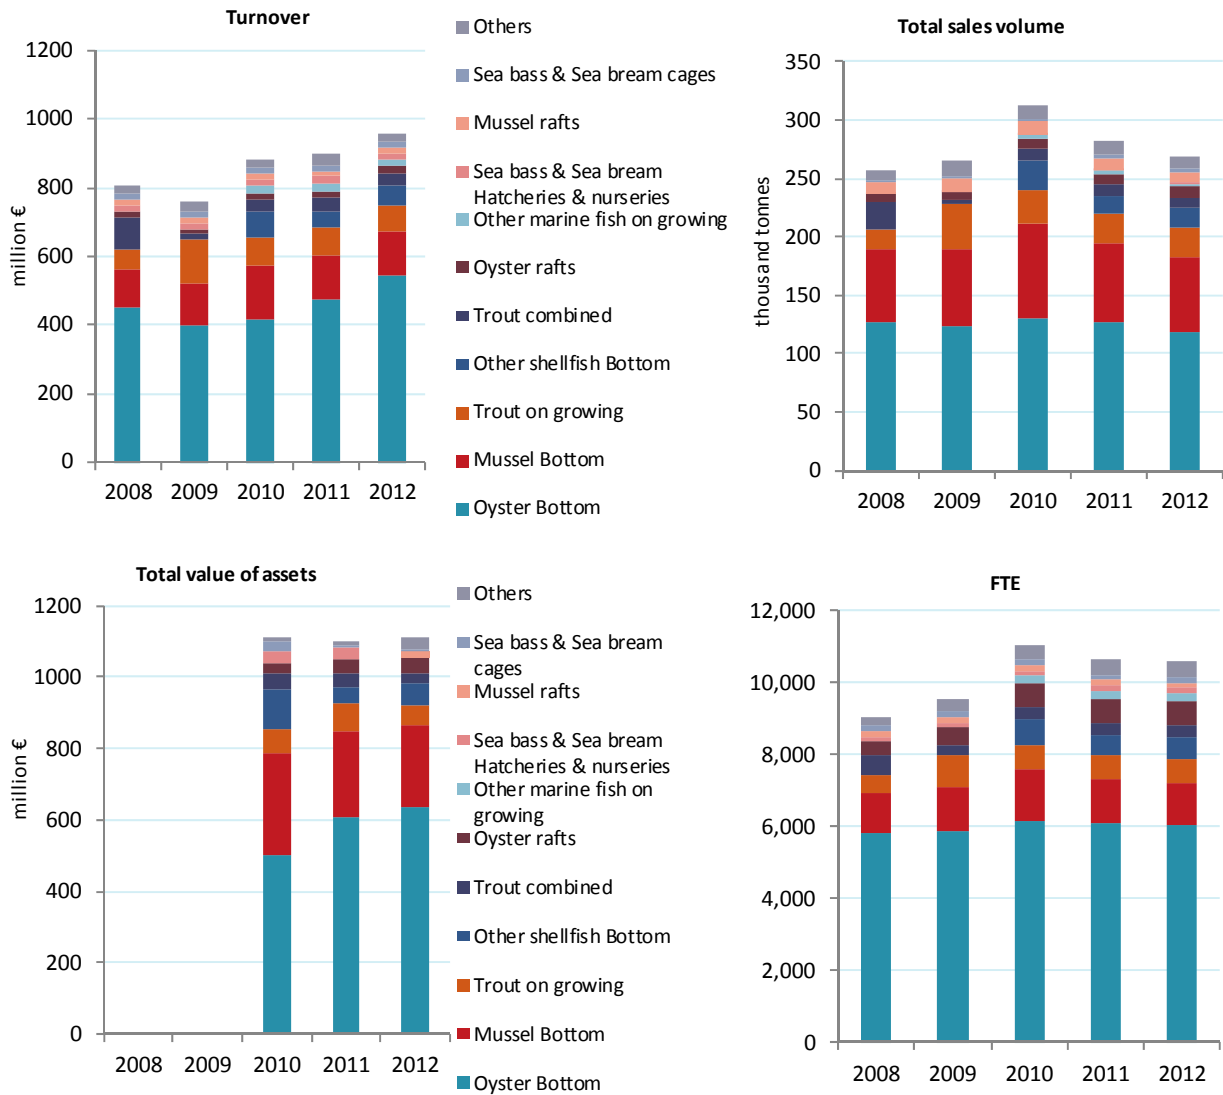 Turnover
1200
1000
800
600
400
200
0
million €
2008 2009 2010 2011 2012
Others
Sea bass & Sea bream cages
Mussel rafts
Sea bass & Sea bream
Hatcheries & nurseries
Other marine fish on growing
Oyster rafts
Trout combined
Other shellfish Bottom
Trout on growing
Mussel Bottom
Oyster Bottom
Total sales volume
350
300
250
200
150
100
50
0
thousand tonnes
2008 2009 2010 2011 2012
Total value of assets
1200
1000
800
600
400
200
0
million €
2008 2009 2010 2011 2012
Others
Sea bass & Sea bream
cages
Mussel rafts
Sea bass & Sea bream
Hatcheries & nurseries
Other marine fish on
growing
Oyster rafts
Trout combined
Other shellfish Bottom
Trout on growing
Mussel Bottom
Oyster Bottom
FTE
12,000
10,000
8,000
6,000
4,000
2,000
0
2008 2009 2010 2011 2012